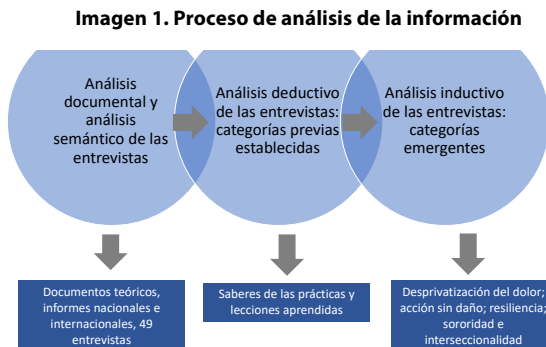 Imagen 1. Proceso de análisis de la información
Análisis
documental y
análisis
semántico de las
entrevistas
Análisis deductivo
de las entrevistas:
categorías previas
establecidas
Análisis inductivo
de las entrevistas:
categorías
emergentes
Documentos teóricos,
informes nacionales e
internacionales, 49
entrevistas
Saberes de las prácticas y
lecciones aprendidas
Desprivatización del dolor;
acción sin daño; resiliencia;
sororidad e
interseccionalidad